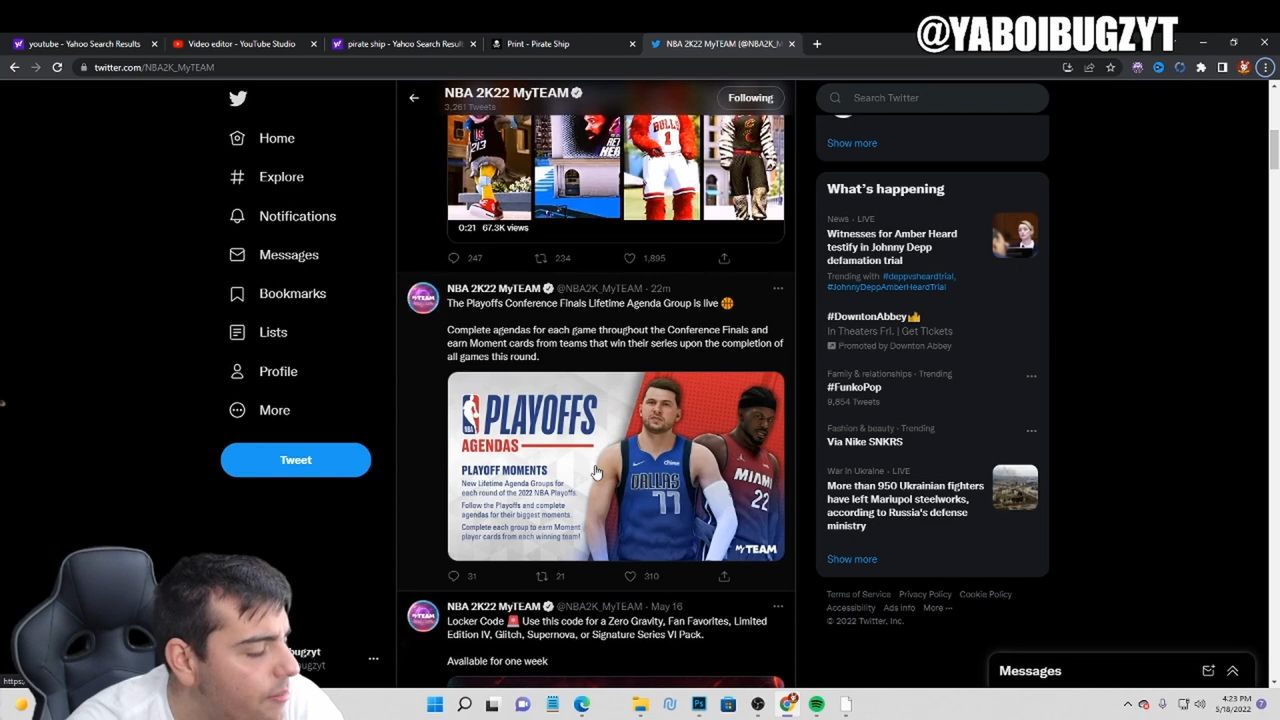 @YABOIBUGZYT
youtube - Yahoo Search Results
Video editor - YouTube Studio
pirate ship - Yahoo Search Result
Print - Pirate Ship
NBA 2K22 MyTEAM (@NBA2K_M
twitter.com/NBA2K_MyTEAM
Home
Explore
Notifications
Messages
Bookmarks
Lists
Profile
More
Tweet
bugzyt
bugzyt
NBA 2K22 MyTEAM
3,261 Tweets
Following
213
BULLS
1
0:21 67.3K views
247
234
1,895
NBA 2K22 MyTEAM @NBA2K_MyTEAM · 22m
The Playoffs Conference Finals Lifetime Agenda Group is live
Complete agendas for each game throughout the Conference Finals and
earn Moment cards from teams that win their series upon the completion of
all games this round.
NBA
PLAYOFFS
AGENDAS
PLAYOFF MOMENTS
New Lifetime Agenda Groups for
each round of the 2022 NBA Playoffs.
Follow the Playoffs and complete
agendas for their biggest moments.
Complete each group to earn Moment
player cards from each winning team!
DALLAS
77
MIAMI
22
MyTEAM
31
21
310
NBA 2K22 MyTEAM @NBA2K_MyTEAM · May 16
Locker Code 🚨 Use this code for a Zero Gravity, Fan Favorites, Limited
Edition IV, Glitch, Supernova, or Signature Series VI Pack.
Available for one week
Search Twitter
Show more
What's happening
News · LIVE
Witnesses for Amber Heard
testify in Johnny Depp
defamation trial
Trending with #deppvsheardtrial,
#JohnnyDeppAmberHeardTrial
#DowntonAbbey
In Theaters Fri. | Get Tickets
Promoted by Downton Abbey
Family & relationships · Trending
#FunkoPop
9,854 Tweets
Fashion & beauty · Trending
Via Nike SNKRS
War in Ukraine · LIVE
More than 950 Ukrainian fighters
have left Mariupol steelworks,
according to Russia's defense
ministry
Show more
Terms of Service Privacy Policy Cookie Policy
Accessibility Ads info More ···
© 2022 Twitter, Inc.
Messages
https:
4:23 PM
5/18/2022